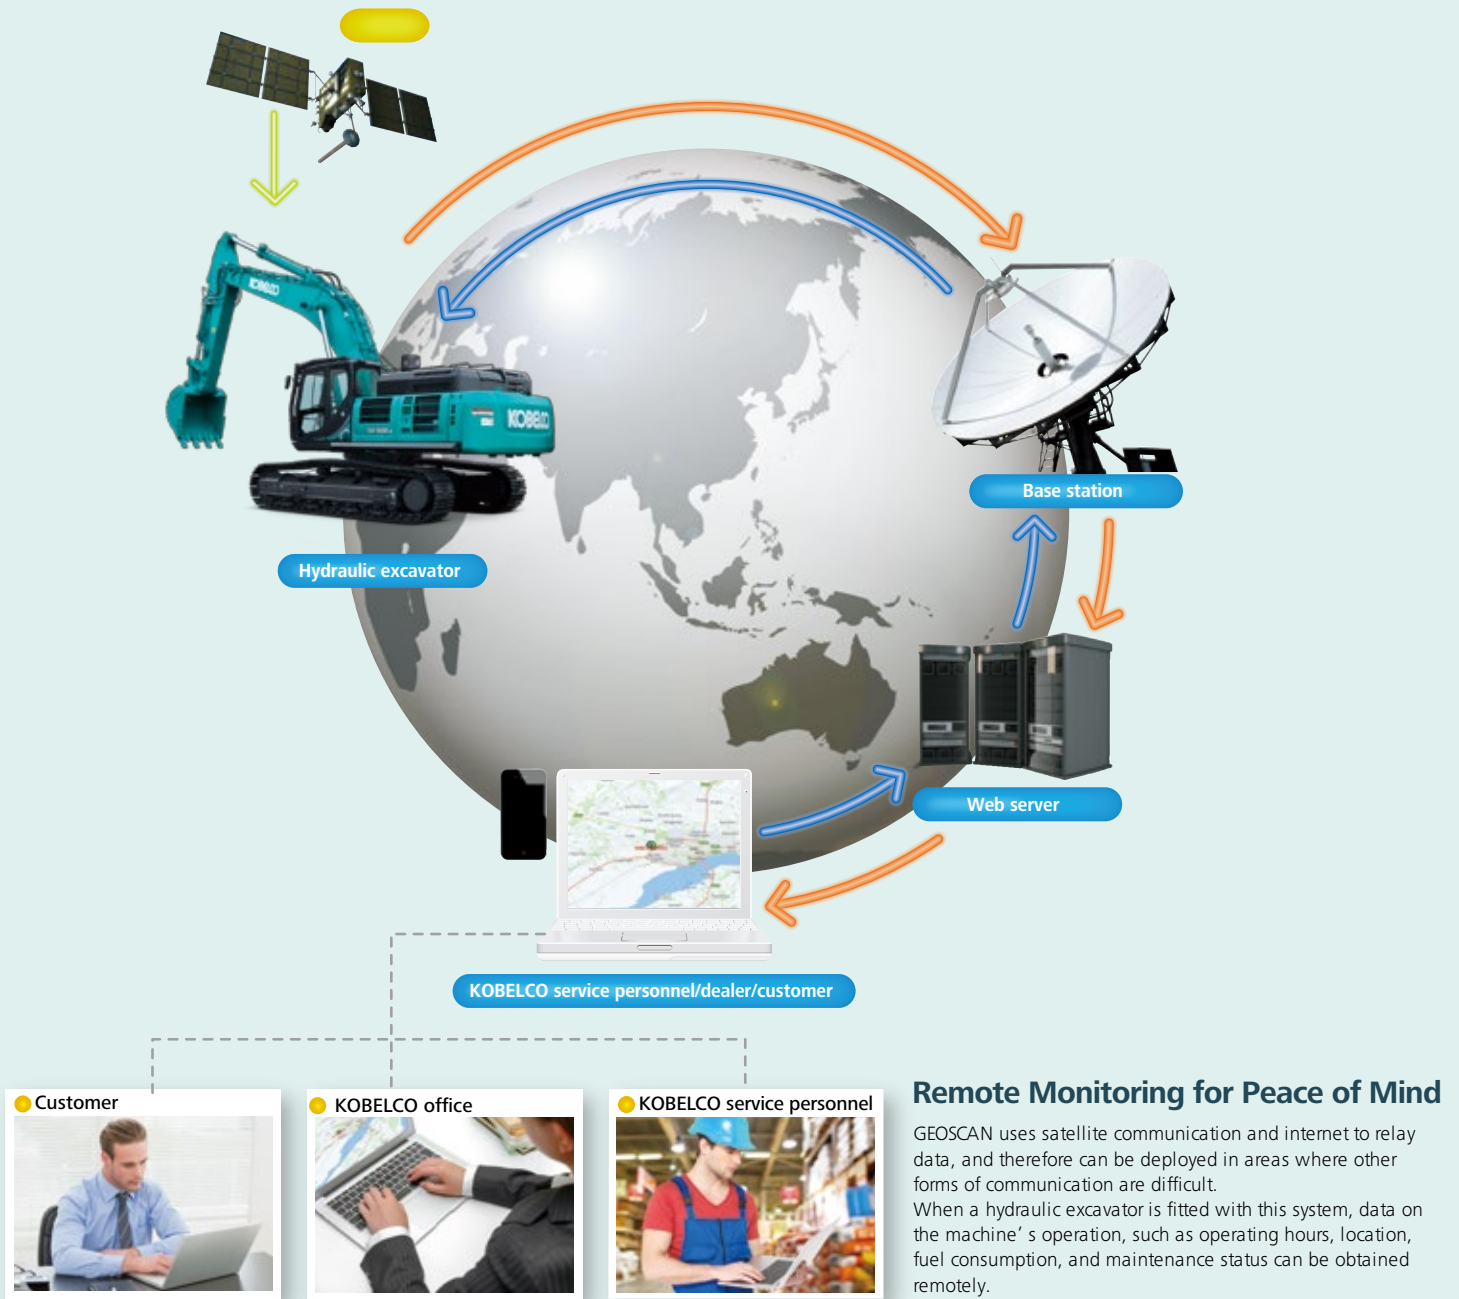 KOBELCO
KOBELCO
Base station
Hydraulic excavator
Web server
KOBELCO service personnel/dealer/customer
Customer
KOBELCO office
KOBELCO service personnel
Remote Monitoring for Peace of Mind
GEOSCAN uses satellite communication and internet to relay
data, and therefore can be deployed in areas where other
forms of communication are difficult.
When a hydraulic excavator is fitted with this system, data on
the machine’ s operation, such as operating hours, location,
fuel consumption, and maintenance status can be obtained
remotely.